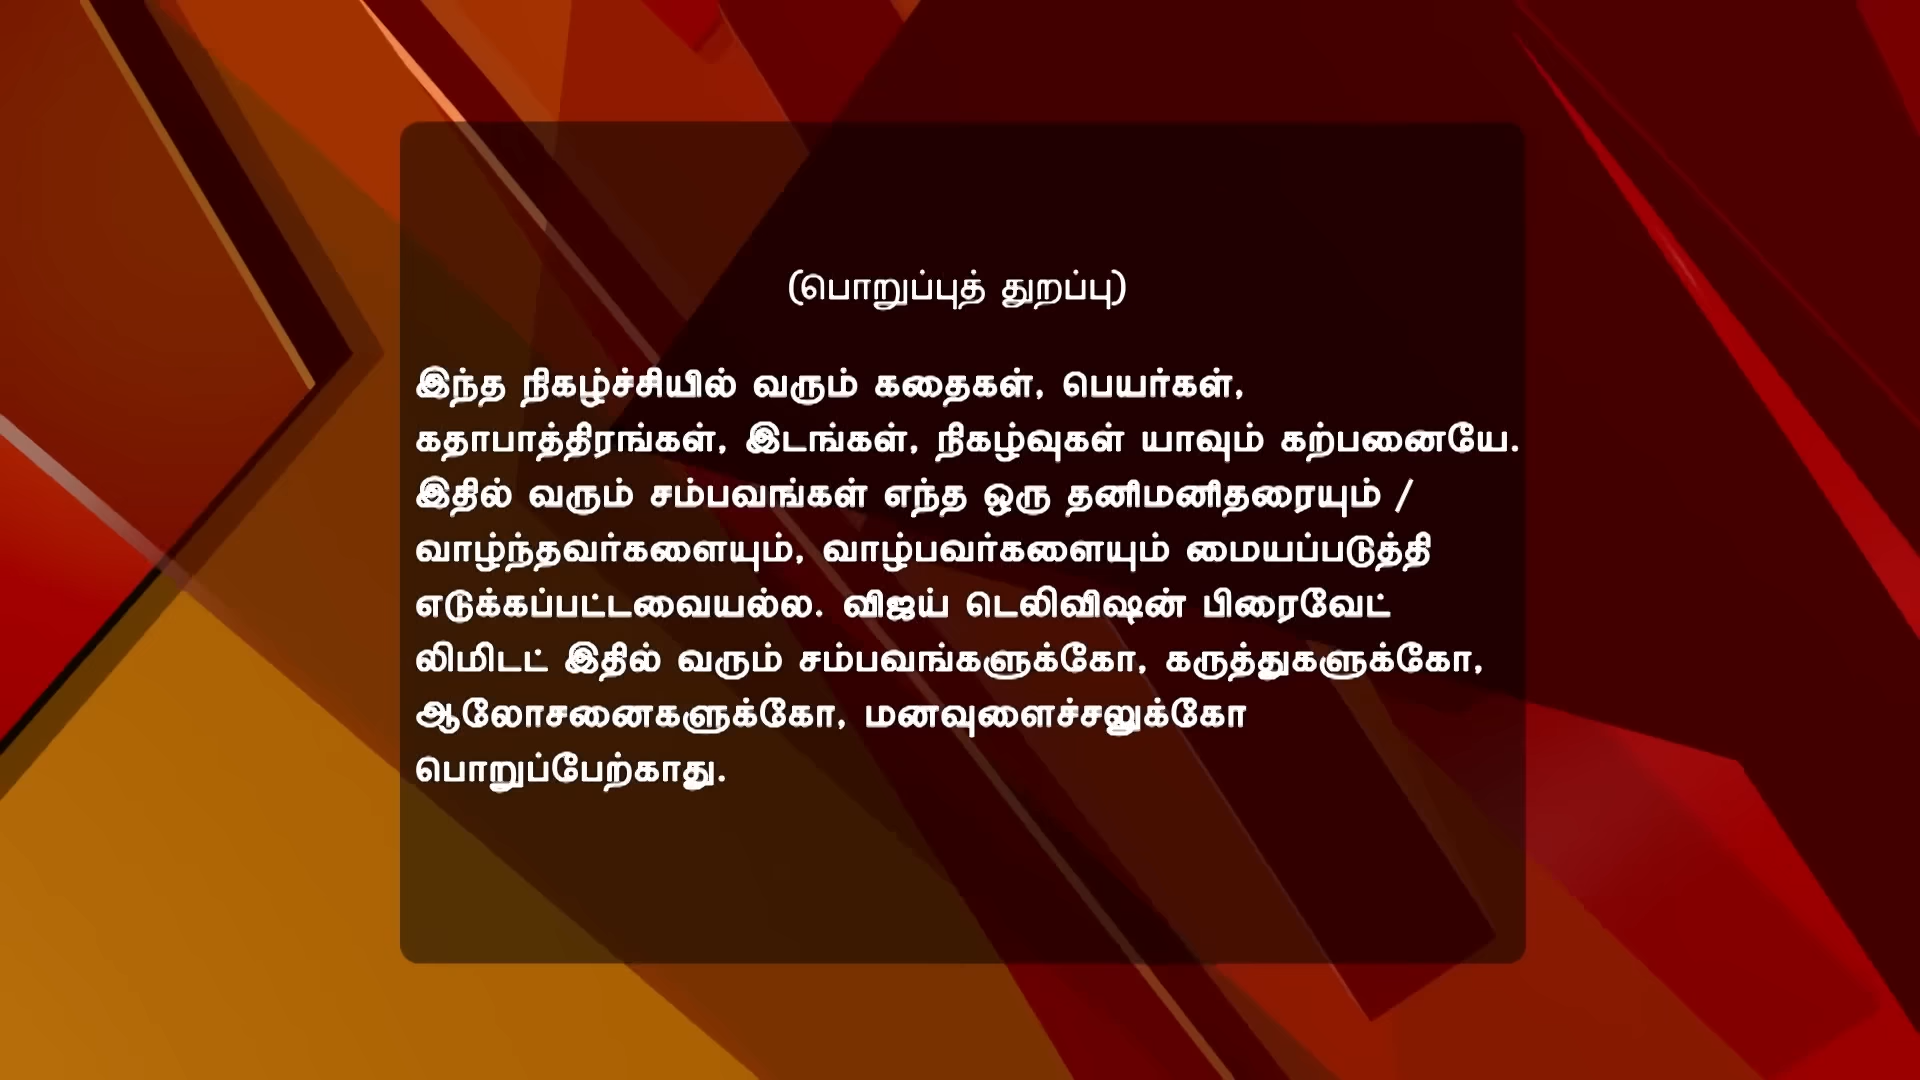 (பொறுப்புத் துறப்பு)
இந்த நிகழ்ச்சியில் வரும் கதைகள், பெயர்கள்,
கதாபாத்திரங்கள், இடங்கள், நிகழ்வுகள் யாவும் கற்பனையே.
இதில் வரும் சம்பவங்கள் எந்த ஒரு தனிமனிதரையும் /
வாழ்ந்தவர்களையும், வாழ்பவர்களையும் மையப்படுத்தி
எடுக்கப்பட்டவையல்ல. விஜய் டெலிவிஷன் பிரைவேட்
லிமிடட் இதில் வரும் சம்பவங்களுக்கோ, கருத்துகளுக்கோ,
ஆலோசனைகளுக்கோ, மனவுளைச்சலுக்கோ
பொறுப்பேற்காது.